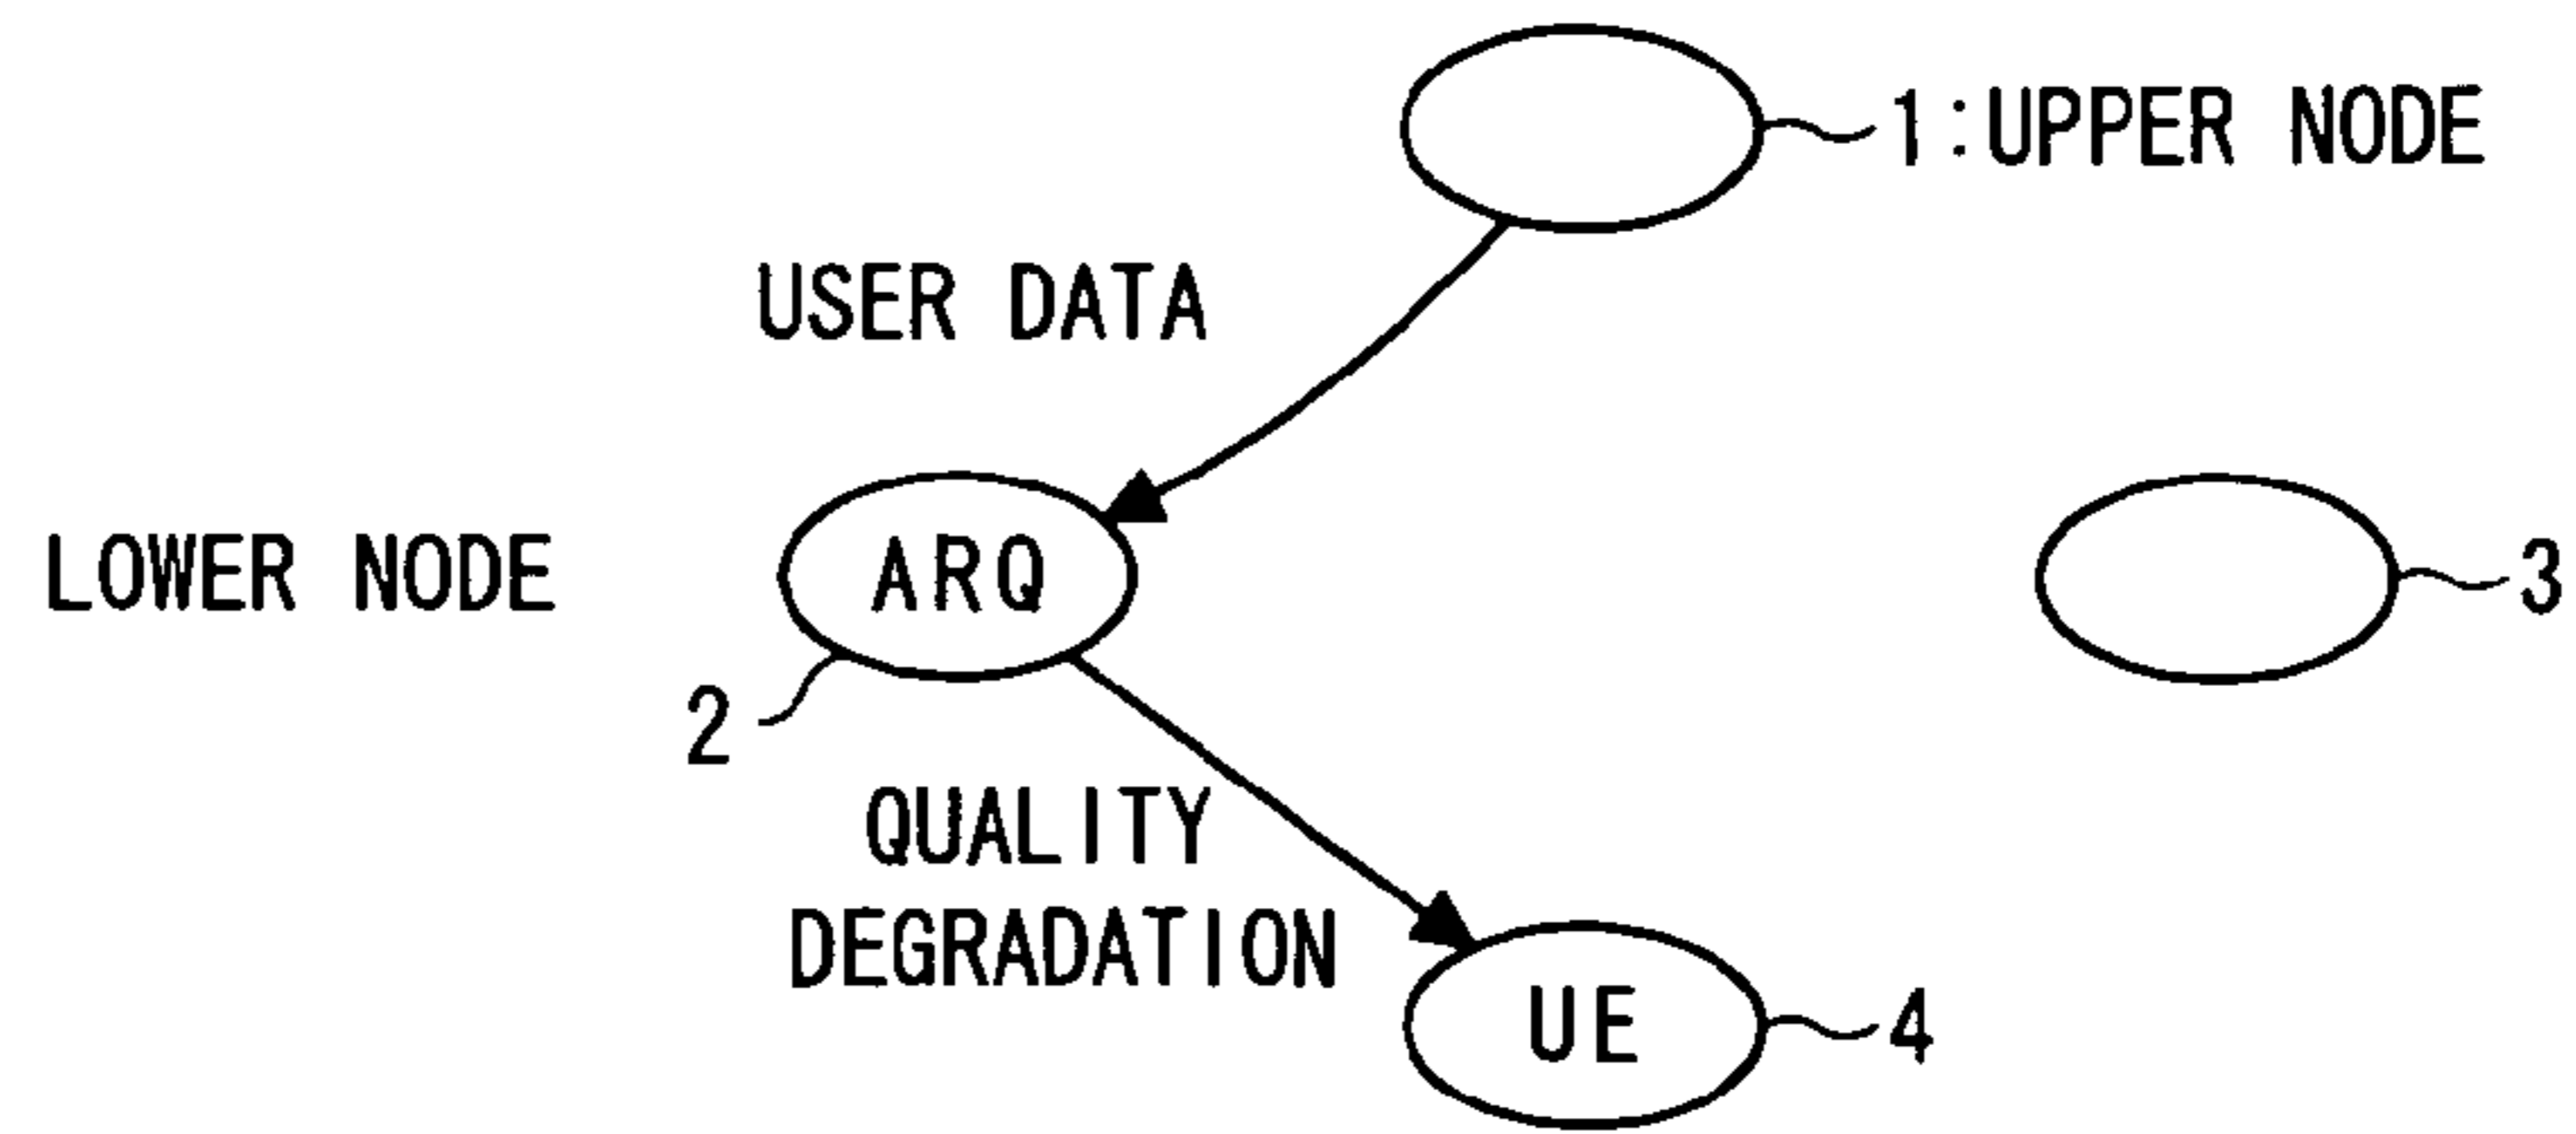 1:UPPER NODE
USER DATA
LOWER NODE
ARQ
3
2
QUALITY
DEGRADATION
UE
4